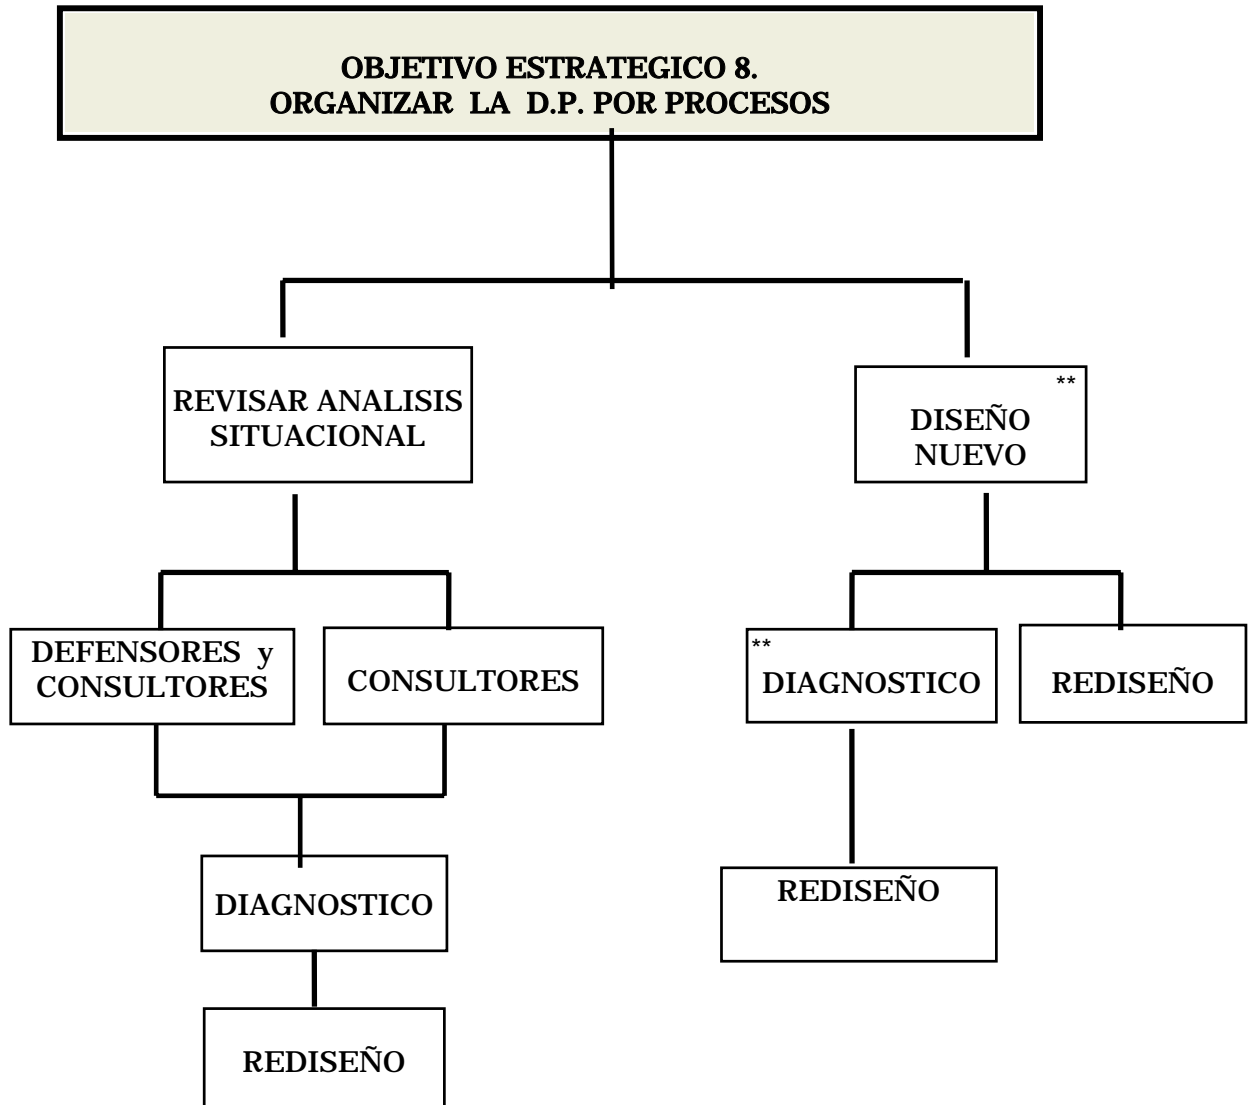 OBJETIVO ESTRATEGICO 8.
ORGANIZAR LA D.P. POR PROCESOS
REVISAR ANALISIS
SITUACIONAL
**
DISEÑO
NUEVO
DEFENSORES y
CONSULTORES
CONSULTORES
**
DIAGNOSTICO
REDISEÑO
DIAGNOSTICO
REDISEÑO
REDISEÑO